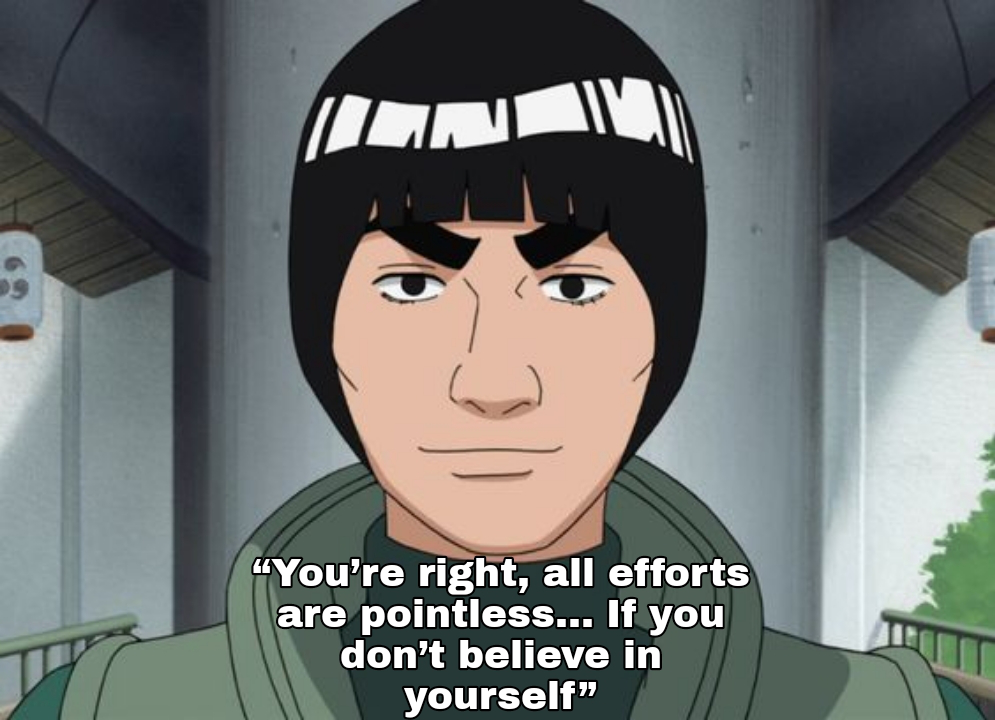 “You’re right, all efforts
are pointless... If you
don’t believe in
yourself”